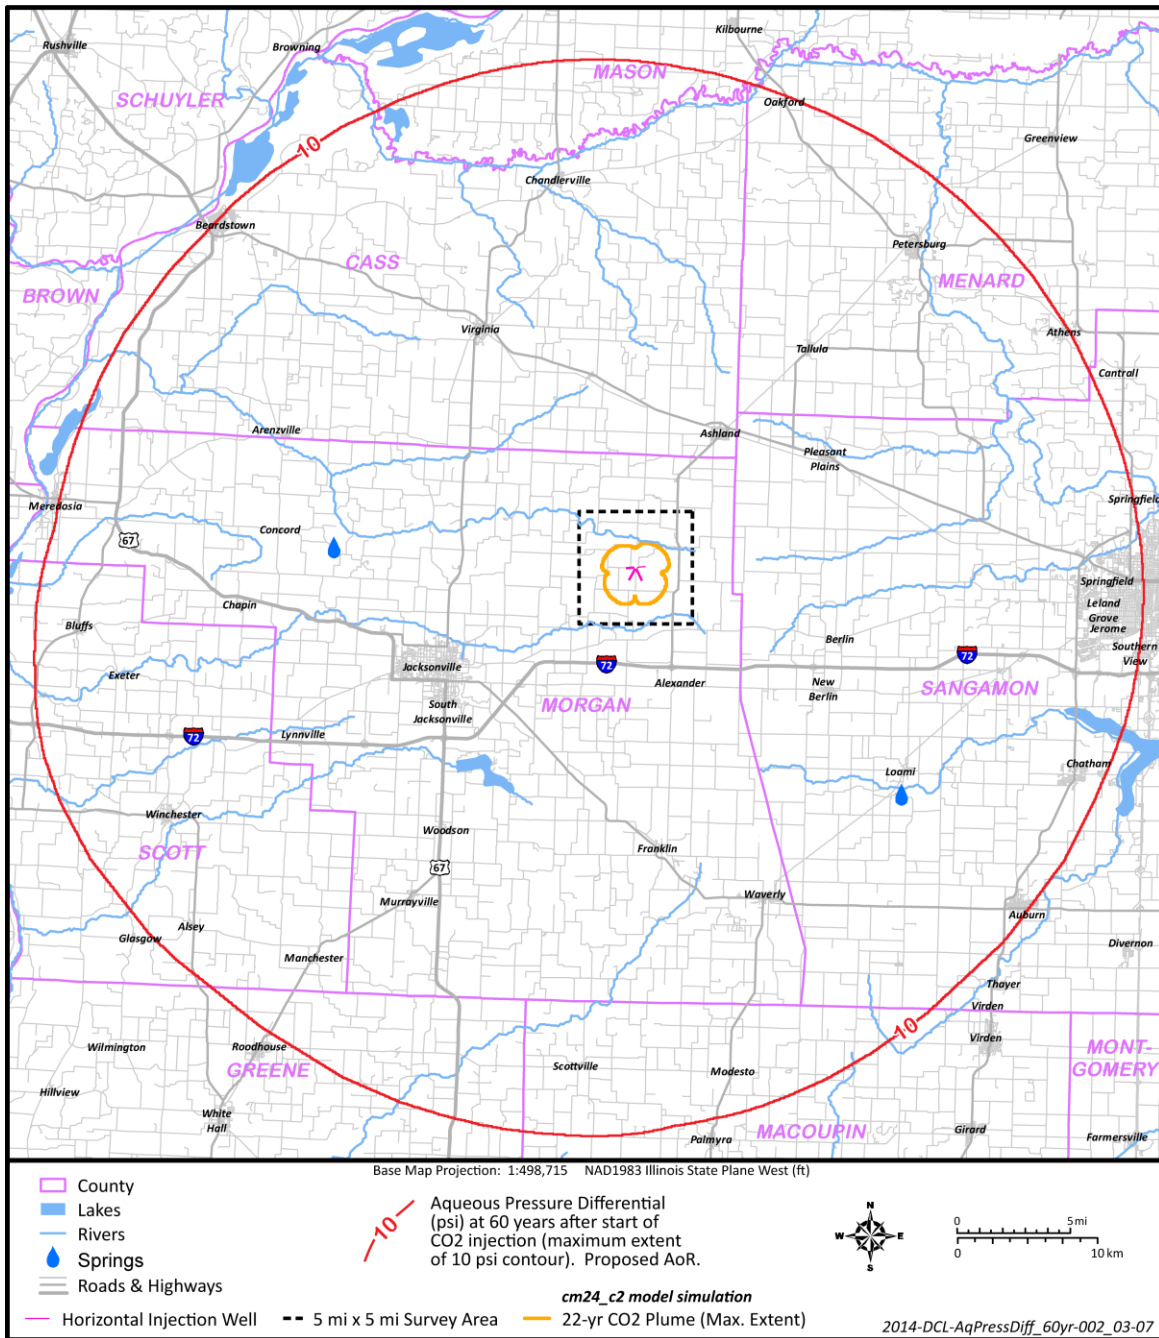 Rushville
Browning
Kilbourne
MASON
SCHUYLER
Oakford
Greenview
10
Chandlerville
Beardstown
Petersburg
CASS
MENARD
BROWN
Virginia
Athens
Tallula
Cantrall
Arenzville
Ashland
Pleasant
Plains
Meredosia
Springfield
Concord
67
Springfield
Chapin
Leland
Grove
Jerome
Bluffs
Berlin
Southern
View
72
72
Jacksonville
Exeter
Alexander
New
Berlin
SANGAMON
MORGAN
South
Jacksonville
72
Lynnville
Chatham
Loami
Winchester
Woodson
SCOTT
Franklin
67
Murrayville
Waverly
Auburn
Alsey
Glasgow
Divernon
Manchester
Thayer
Virden
10
Virden
Wilmington
Roodhouse
MONT-
GOMERY
GREENE
Scottville
Modesto
Hillview
White
Hall
Palmyra
MACOUPIN
Girard
Farmersville
Base Map Projection: 1:498,715 NAD1983 Illinois State Plane West (ft)
County
Lakes
Rivers
Springs
Roads & Highways
Horizontal Injection Well
10
Aqueous Pressure Differential
(psi) at 60 years after start of
CO2 injection (maximum extent
of 10 psi contour). Proposed AoR.
N
W
E
S
0 5mi
0 10 km
cm24_c2 model simulation
5 mi x 5 mi Survey Area
22-yr CO2 Plume (Max. Extent)
2014-DCL-AqPressDiff_60yr-002_03-07